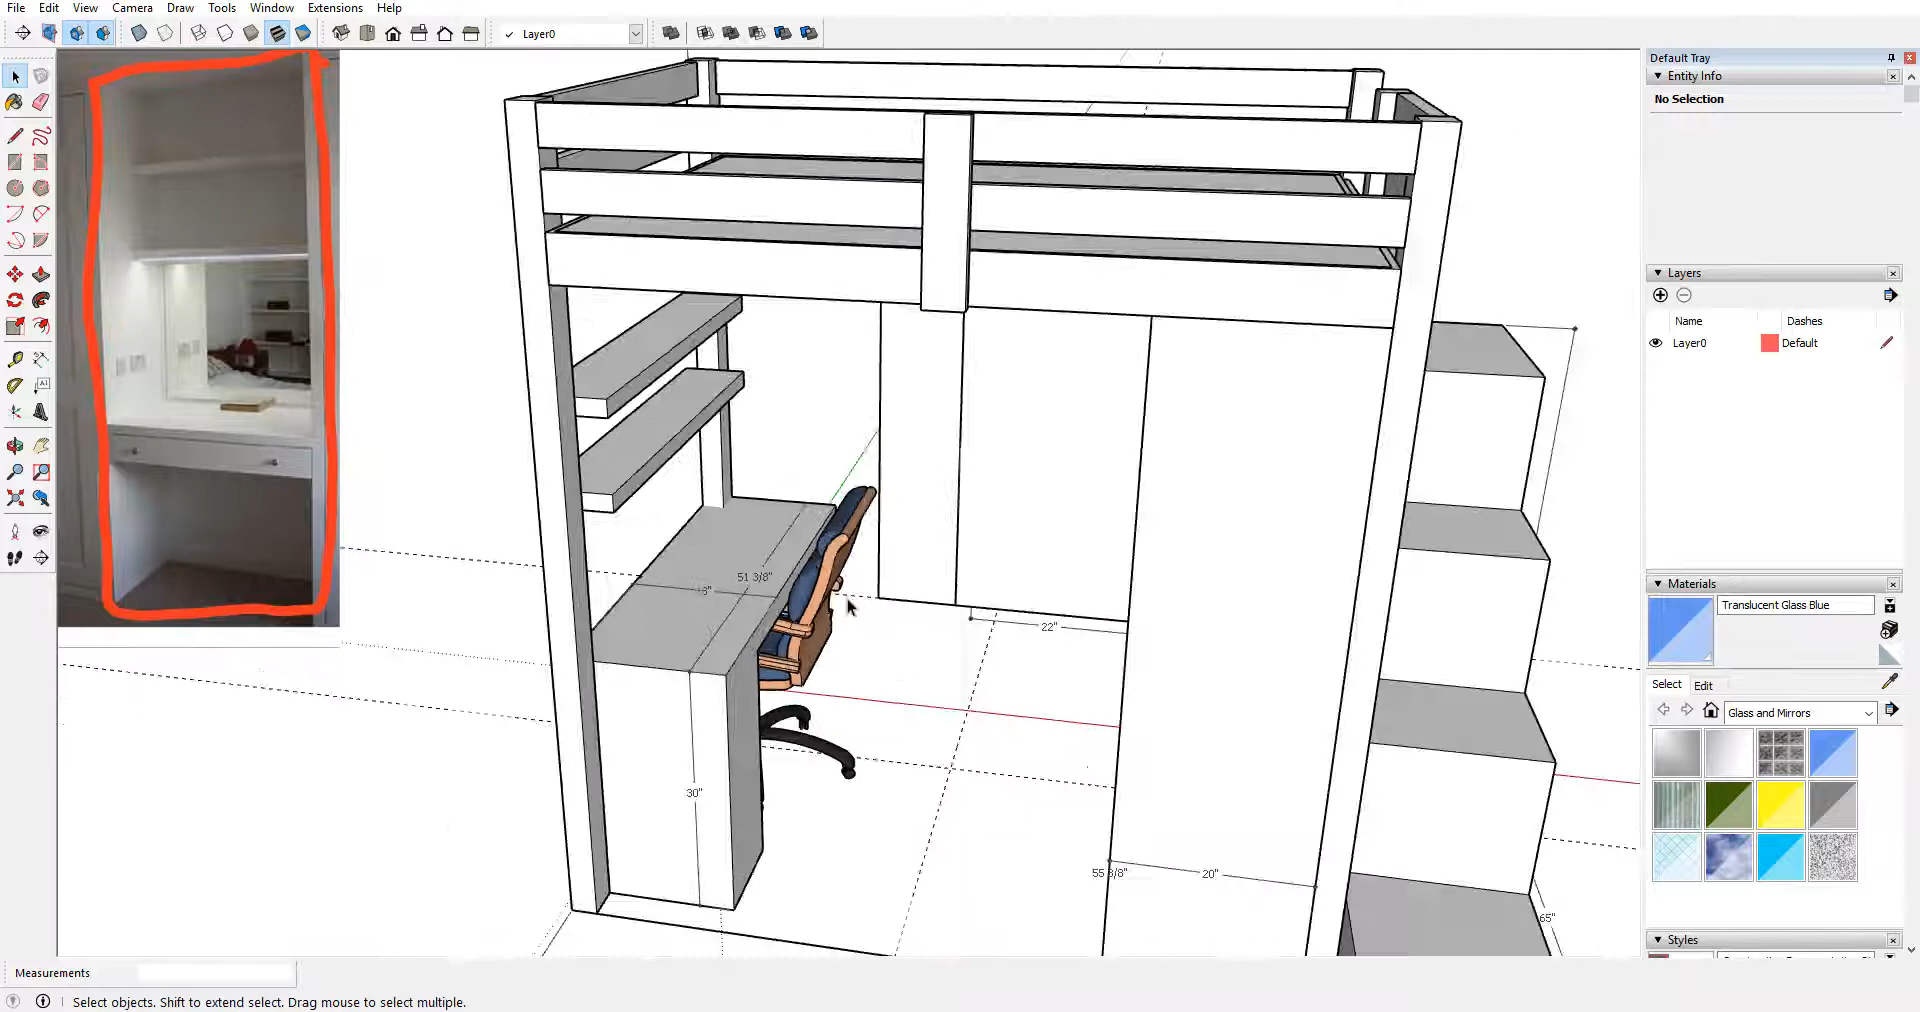 File Edit View Camera Draw Tools Window Extensions Help
✓ Layer0
Default Tray
Entity Info
No Selection
Layers
Name Dashes
Layer0 Default
Materials
Translucent Glass Blue
Select Edit
Glass and Mirrors
Styles
51 3/8"
22"
30"
55 3/8"
20"
65"
Measurements
Select objects. Shift to extend select. Drag mouse to select multiple.